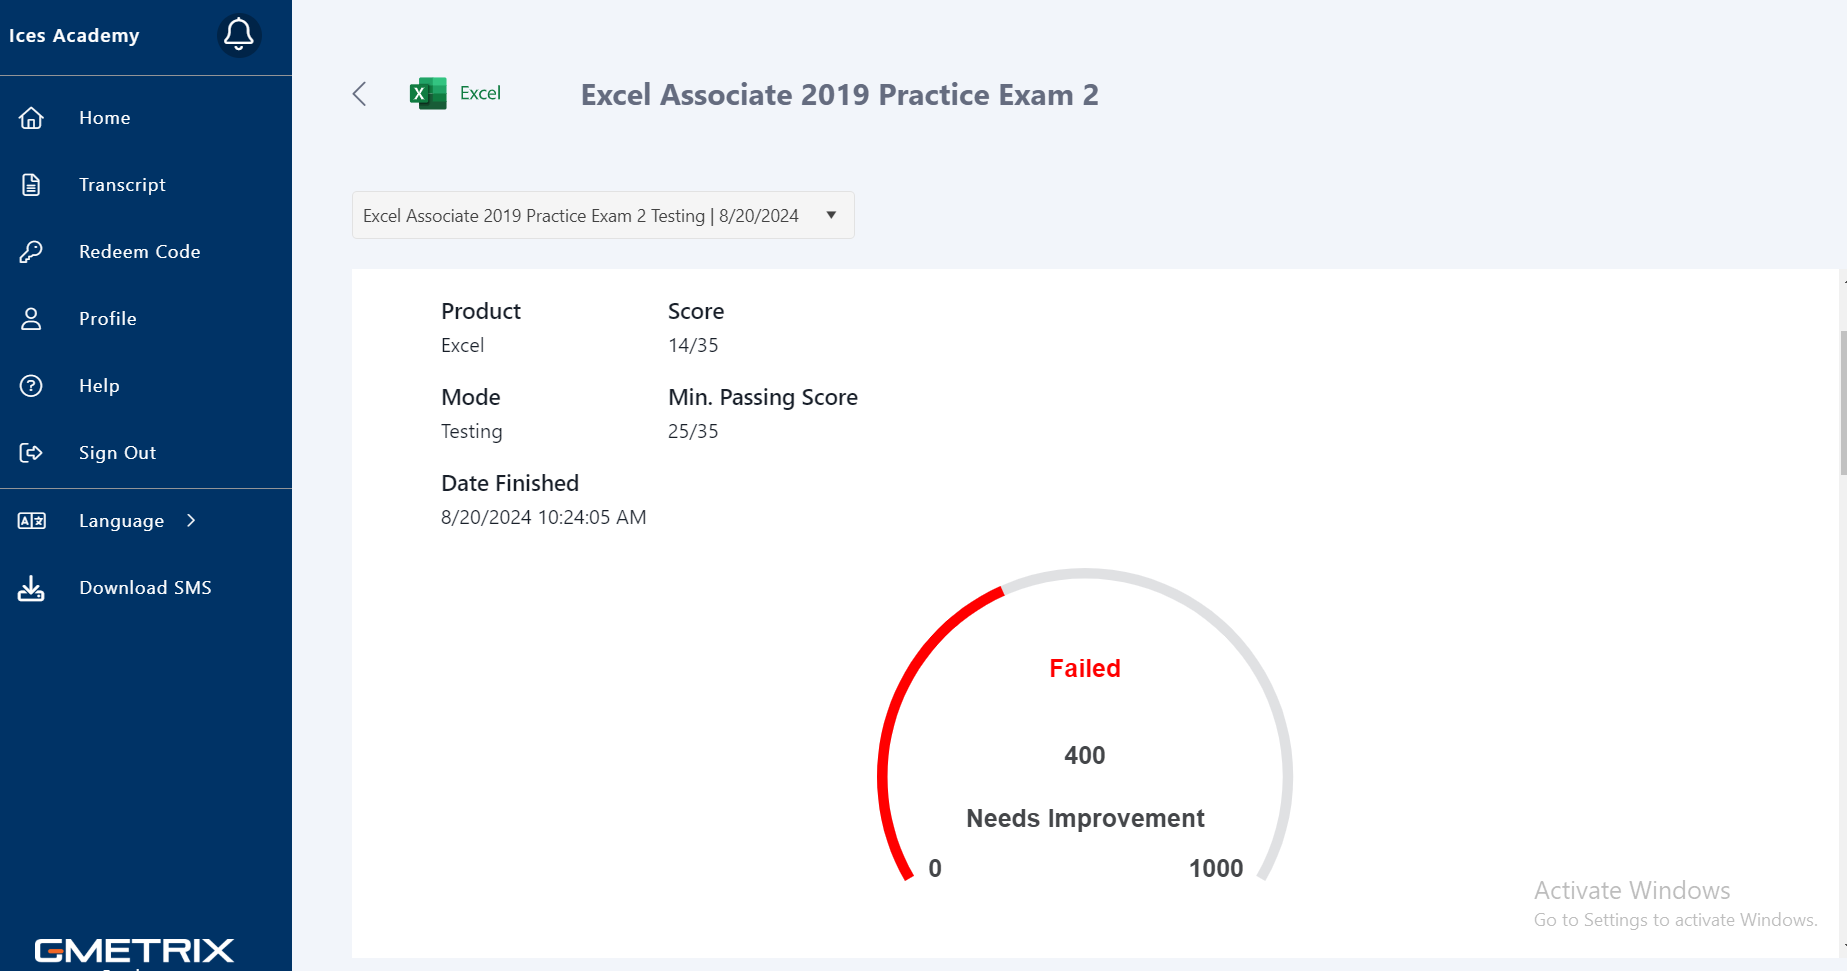 Ices Academy
Home
Transcript
Redeem Code
Profile
Help
Sign Out
Language
Download SMS
GMETRIX
Excel
Excel Associate 2019 Practice Exam 2
Excel Associate 2019 Practice Exam 2 Testing | 8/20/2024
Product
Excel
Score
14/35
Mode
Testing
Min. Passing Score
25/35
Date Finished
8/20/2024 10:24:05 AM
Failed
400
Needs Improvement
0
1000
Activate Windows
Go to Settings to activate Windows.